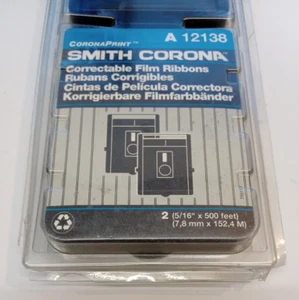 A 12138
CORONAPRINT™
SMITH CORONA®
Correctable Film Ribbons
Rubans Corrigibles
Cintas de Película Correctora
Korrigierbare Filmfarbbänder
2 (5/16" x 500 feet)
(7,8 mm x 152,4 M)